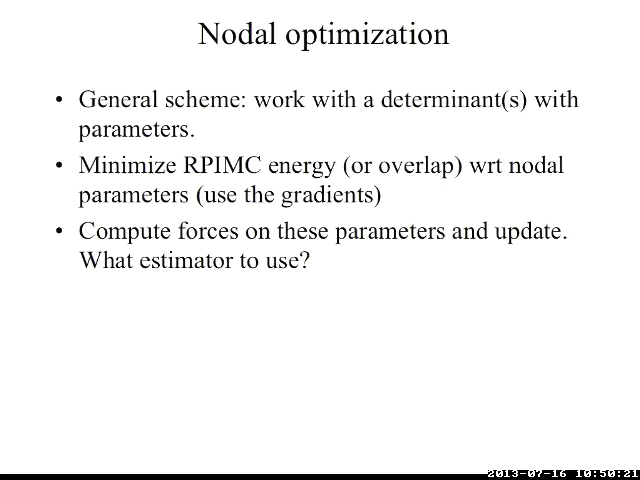 Nodal optimization
• General scheme: work with a determinant(s) with
parameters.
• Minimize RPIMC energy (or overlap) wrt nodal
parameters (use the gradients)
• Compute forces on these parameters and update.
What estimator to use?
2013-07-16 10:50:21